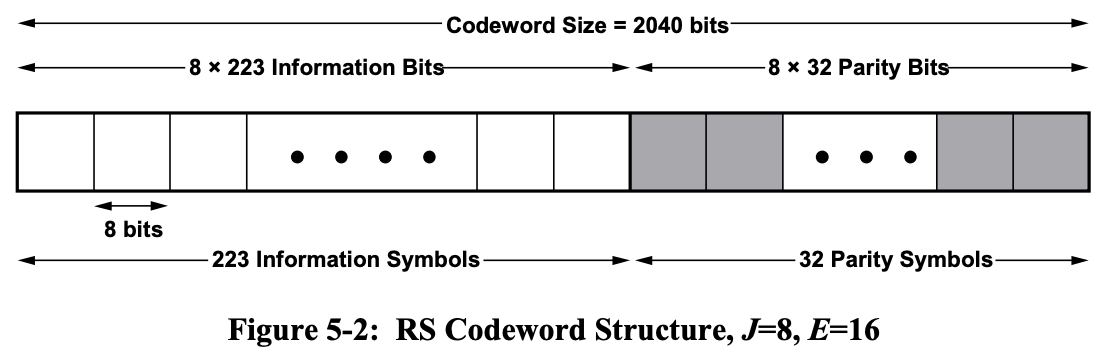 Codeword Size = 2040 bits
8 × 223 Information Bits
8 × 32 Parity Bits
8 bits
223 Information Symbols
32 Parity Symbols
Figure 5-2: RS Codeword Structure, J=8, E=16